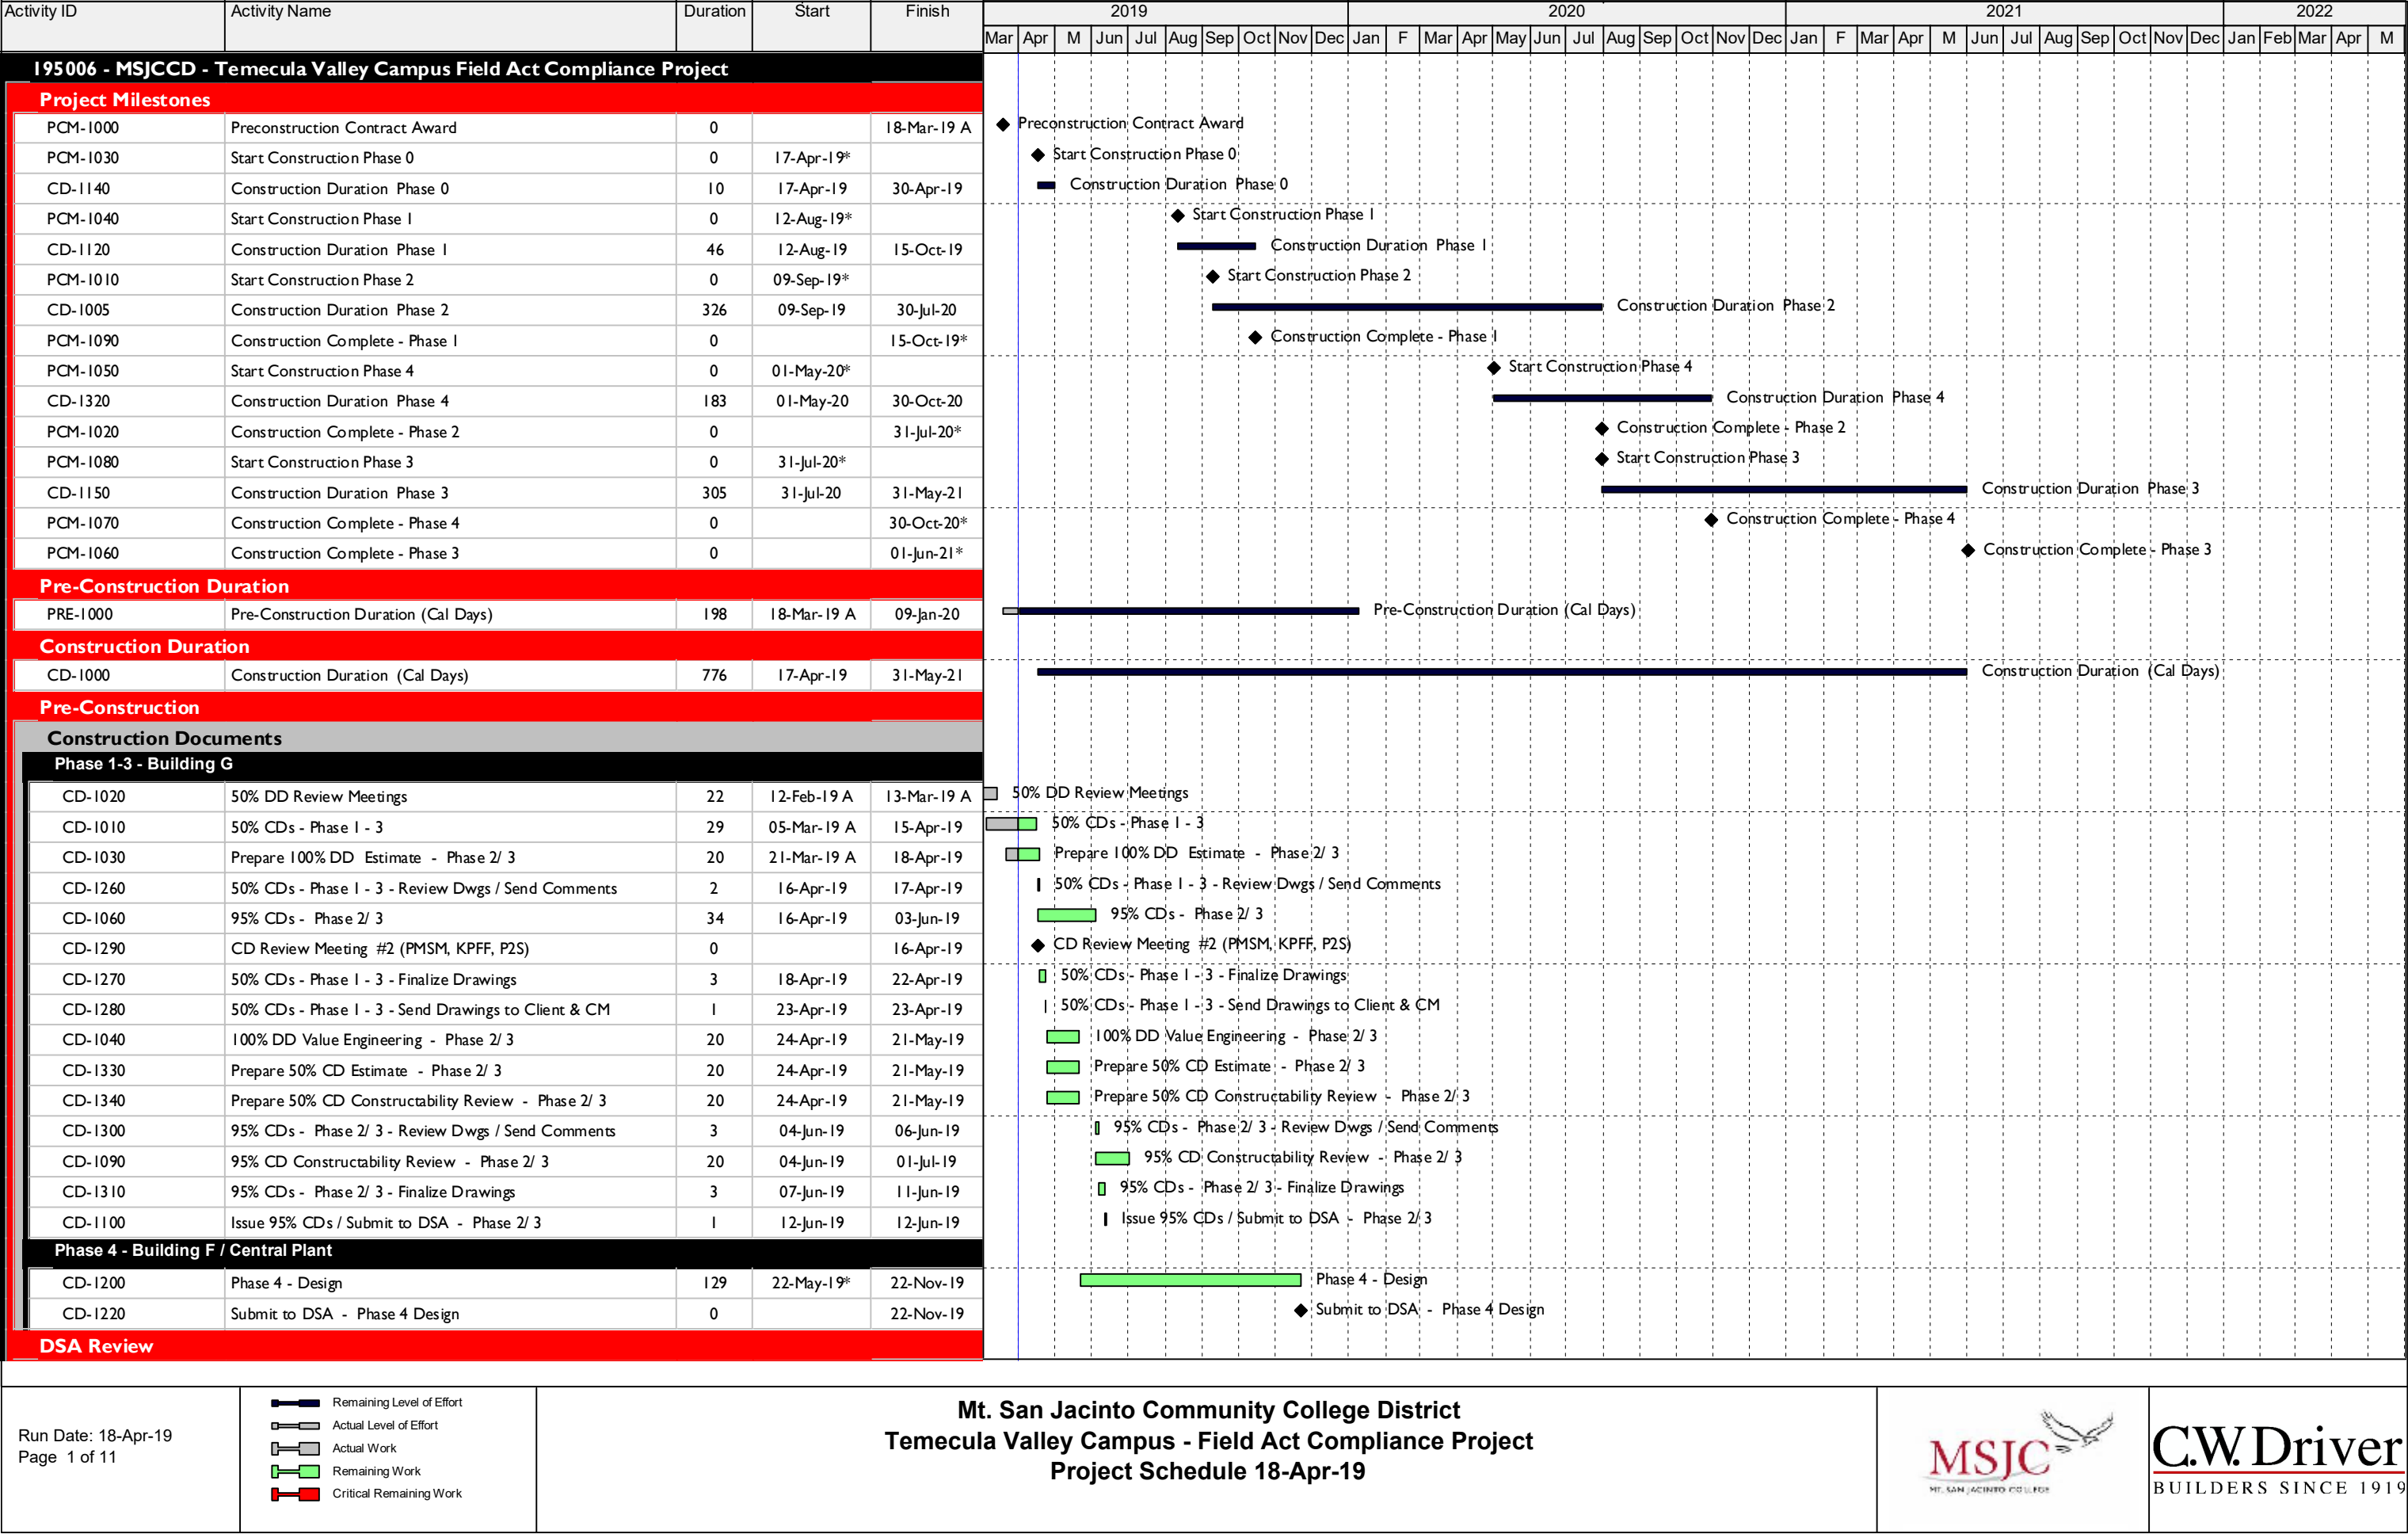 Activity ID Activity Name Duration Start Finish 2019 2020 2021 2022
Mar Apr M Jun Jul Aug Sep Oct Nov Dec Jan F Mar Apr May Jun Jul Aug Sep Oct Nov Dec Jan F Mar Apr M Jun Jul Aug Sep Oct Nov Dec Jan Feb Mar Apr M
195006 - MSJCCD - Temecula Valley Campus Field Act Compliance Project
Project Milestones
PCM-1000 Preconstruction Contract Award 0 18-Mar-19 A Preconstruction Contract Award
PCM-1030 Start Construction Phase 0 0 17-Apr-19* Start Construction Phase 0
CD-1140 Construction Duration Phase 0 10 17-Apr-19 30-Apr-19 Construction Duration Phase 0
PCM-1040 Start Construction Phase 1 0 12-Aug-19* Start Construction Phase 1
CD-1120 Construction Duration Phase 1 46 12-Aug-19 15-Oct-19 Construction Duration Phase 1
PCM-1010 Start Construction Phase 2 0 09-Sep-19* Start Construction Phase 2
CD-1005 Construction Duration Phase 2 326 09-Sep-19 30-Jul-20 Construction Duration Phase 2
PCM-1090 Construction Complete - Phase 1 0 15-Oct-19* Construction Complete - Phase 1
PCM-1050 Start Construction Phase 4 0 01-May-20* Start Construction Phase 4
CD-1320 Construction Duration Phase 4 183 01-May-20 30-Oct-20 Construction Duration Phase 4
PCM-1020 Construction Complete - Phase 2 0 31-Jul-20* Construction Complete - Phase 2
PCM-1080 Start Construction Phase 3 0 31-Jul-20* Start Construction Phase 3
CD-1150 Construction Duration Phase 3 305 31-Jul-20 31-May-21 Construction Duration Phase 3
PCM-1070 Construction Complete - Phase 4 0 30-Oct-20* Construction Complete - Phase 4
PCM-1060 Construction Complete - Phase 3 0 01-Jun-21* Construction Complete - Phase 3
Pre-Construction Duration
PRE-1000 Pre-Construction Duration (Cal Days) 198 18-Mar-19 A 09-Jan-20 Pre-Construction Duration (Cal Days)
Construction Duration
CD-1000 Construction Duration (Cal Days) 776 17-Apr-19 31-May-21 Construction Duration (Cal Days)
Pre-Construction
Construction Documents
Phase 1-3 - Building G
CD-1020 50% DD Review Meetings 22 12-Feb-19 A 13-Mar-19 A 50% DD Review Meetings
CD-1010 50% CDs - Phase 1 - 3 29 05-Mar-19 A 15-Apr-19 50% CDs - Phase 1 - 3
CD-1030 Prepare 100% DD Estimate - Phase 2/ 3 20 21-Mar-19 A 18-Apr-19 Prepare 100% DD Estimate - Phase 2/ 3
CD-1260 50% CDs - Phase 1 - 3 - Review Dwgs / Send Comments 2 16-Apr-19 17-Apr-19 50% CDs - Phase 1 - 3 - Review Dwgs / Send Comments
CD-1060 95% CDs - Phase 2/ 3 34 16-Apr-19 03-Jun-19 95% CDs - Phase 2/ 3
CD-1290 CD Review Meeting #2 (PMSM, KPFF, P2S) 0 16-Apr-19 CD Review Meeting #2 (PMSM, KPFF, P2S)
CD-1270 50% CDs - Phase 1 - 3 - Finalize Drawings 3 18-Apr-19 22-Apr-19 50% CDs - Phase 1 - 3 - Finalize Drawings
CD-1280 50% CDs - Phase 1 - 3 - Send Drawings to Client & CM 1 23-Apr-19 23-Apr-19 50% CDs - Phase 1 - 3 - Send Drawings to Client & CM
CD-1040 100% DD Value Engineering - Phase 2/ 3 20 24-Apr-19 21-May-19 100% DD Value Engineering - Phase 2/ 3
CD-1330 Prepare 50% CD Estimate - Phase 2/ 3 20 24-Apr-19 21-May-19 Prepare 50% CD Estimate - Phase 2/ 3
CD-1340 Prepare 50% CD Constructability Review - Phase 2/ 3 20 24-Apr-19 21-May-19 Prepare 50% CD Constructability Review - Phase 2/ 3
CD-1300 95% CDs - Phase 2/ 3 - Review Dwgs / Send Comments 3 04-Jun-19 06-Jun-19 95% CDs - Phase 2/ 3 - Review Dwgs / Send Comments
CD-1090 95% CD Constructability Review - Phase 2/ 3 20 04-Jun-19 01-Jul-19 95% CD Constructability Review - Phase 2/ 3
CD-1310 95% CDs - Phase 2/ 3 - Finalize Drawings 3 07-Jun-19 11-Jun-19 95% CDs - Phase 2/ 3 - Finalize Drawings
CD-1100 Issue 95% CDs / Submit to DSA - Phase 2/ 3 1 12-Jun-19 12-Jun-19 Issue 95% CDs / Submit to DSA - Phase 2/ 3
Phase 4 - Building F / Central Plant
CD-1200 Phase 4 - Design 129 22-May-19* 22-Nov-19 Phase 4 - Design
CD-1220 Submit to DSA - Phase 4 Design 0 22-Nov-19 Submit to DSA - Phase 4 Design
DSA Review
Run Date: 18-Apr-19
Page 1 of 11
Remaining Level of Effort
Actual Level of Effort
Actual Work
Remaining Work
Critical Remaining Work
Mt. San Jacinto Community College District
Temecula Valley Campus - Field Act Compliance Project
Project Schedule 18-Apr-19
MSJC
MT. SAN JACINTO COLLEGE
C.W. Driver
BUILDERS SINCE 1919